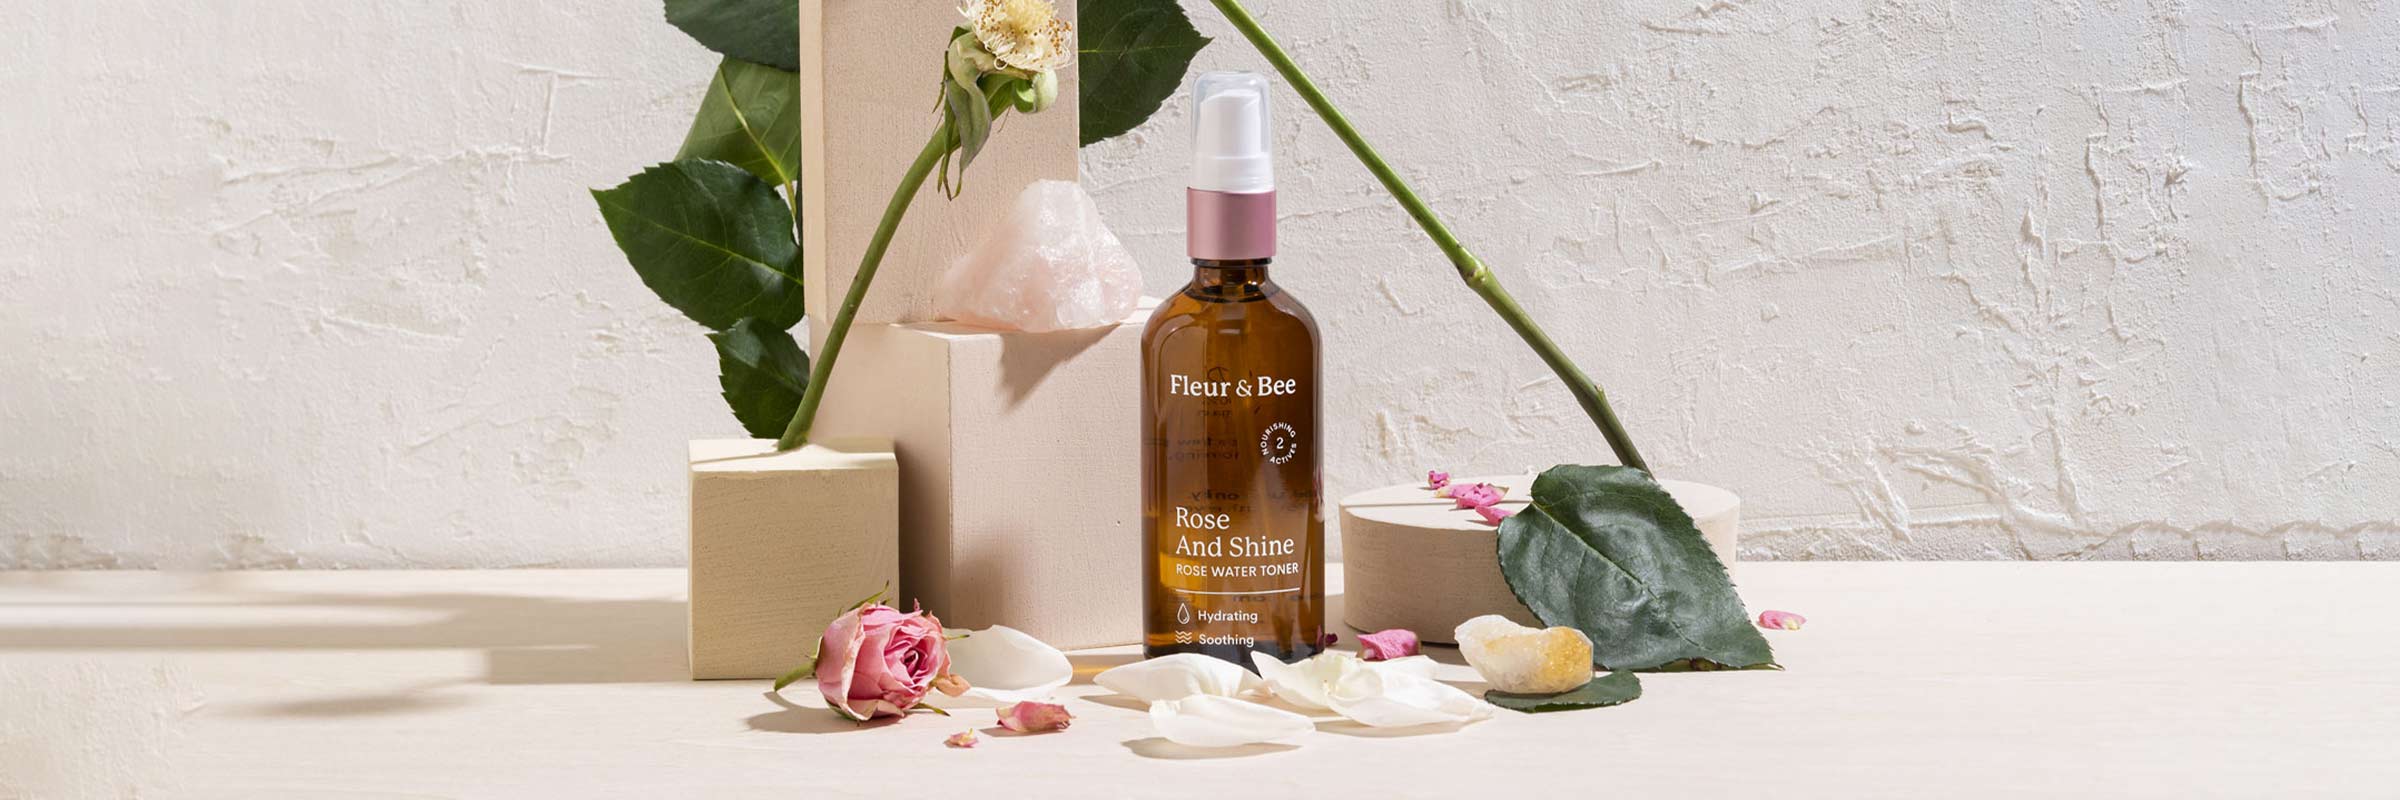 Fleur & Bee
NOURISHING
2
ACTIVES
Rose
And Shine
ROSE WATER TONER
Hydrating
Soothing